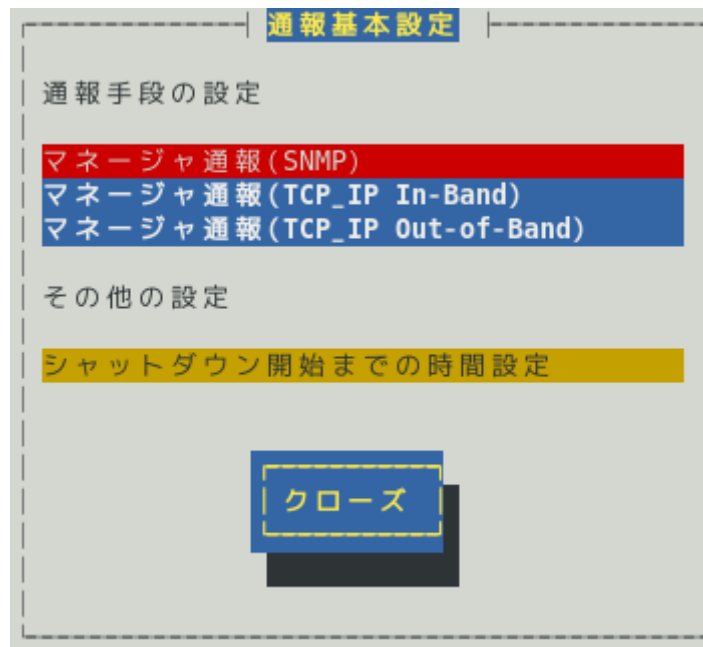 通報基本設定
通報手段の設定
マネージャ通報(SNMP)
マネージャ通報(TCP_IP In-Band)
マネージャ通報(TCP_IP Out-of-Band)
その他の設定
シャットダウン開始までの時間設定
クローズ